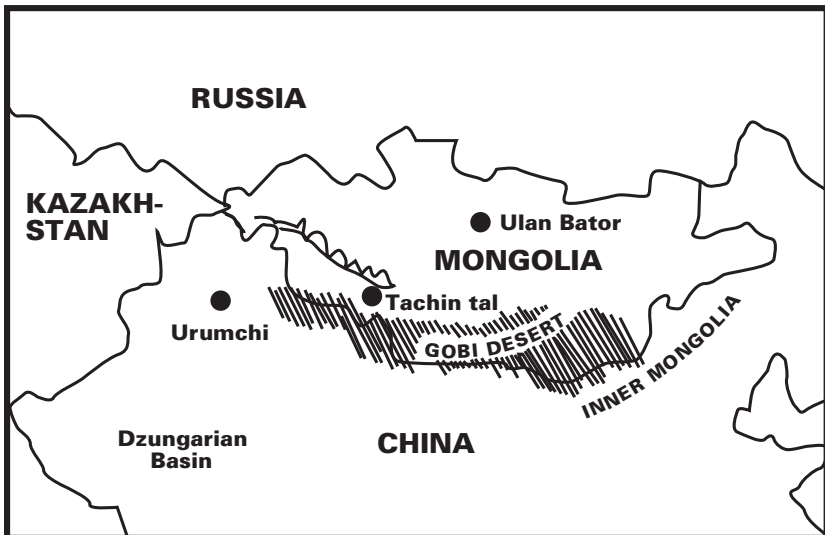 RUSSIA
KAZAKH-
STAN
Ulan Bator
MONGOLIA
Tachin tal
Urumchi
GOBI DESERT
INNER MONGOLIA
Dzungarian
Basin
CHINA